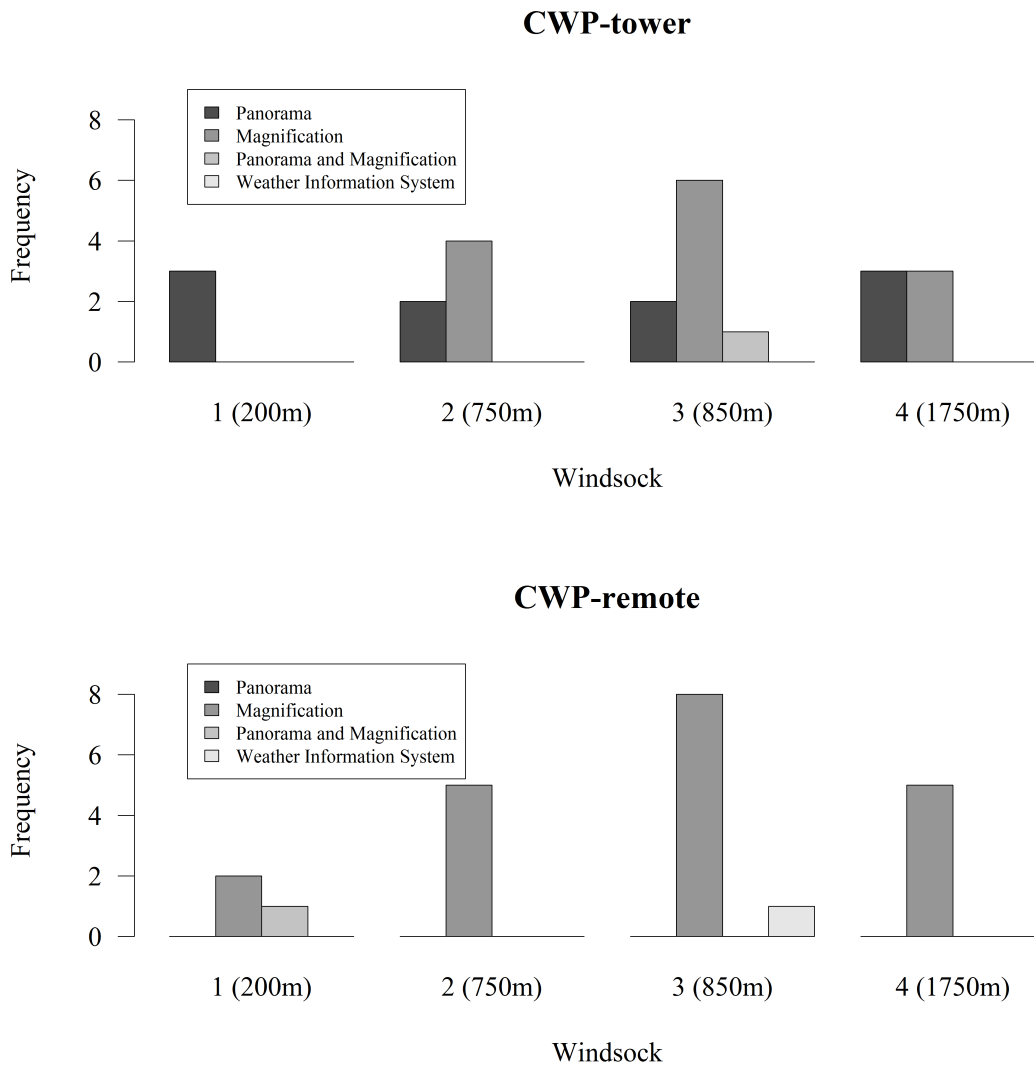 CWP-tower
Panorama
Magnification
Panorama and Magnification
Weather Information System
Frequency
8
6
4
2
0
1 (200m) 2 (750m) 3 (850m) 4 (1750m)
Windsock
CWP-remote
Panorama
Magnification
Panorama and Magnification
Weather Information System
Frequency
8
6
4
2
0
1 (200m) 2 (750m) 3 (850m) 4 (1750m)
Windsock